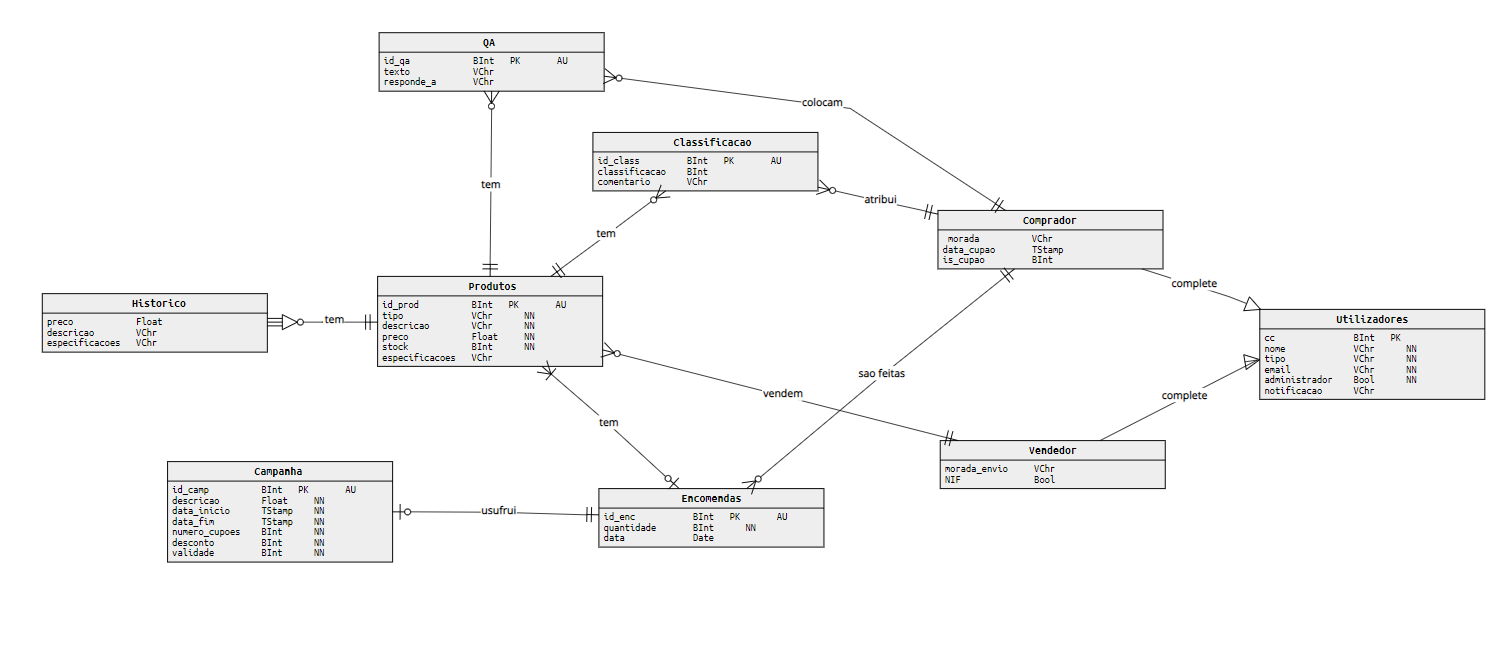 QA
id_qa BInt PK AU
texto VChr
responde_a VChr
colocam
Classificacao
id_class BInt PK AU
classificacao BInt
comentario VChr
tem
atribui
Comprador
morada VChr
data_cupao TStamp
is_cupao BInt
tem
Produtos
id_prod BInt PK AU
tipo VChr NN
descricao VChr NN
preco Float NN
stock BInt NN
especificacoes VChr
Historico
preco Float
descricao VChr
especificacoes VChr
tem
complete
Utilizadores
cc BInt PK
nome VChr NN
tipo VChr NN
email VChr NN
administrador Bool NN
notificacao VChr
sao feitas
vendem
complete
tem
Vendedor
morada_envio VChr
NIF Bool
Campanha
id_camp BInt PK AU
descricao Float NN
data_inicio TStamp NN
data_fim TStamp NN
numero_cupoes BInt NN
desconto BInt NN
validade BInt NN
usufrui
Encomendas
id_enc BInt PK AU
quantidade BInt NN
data Date